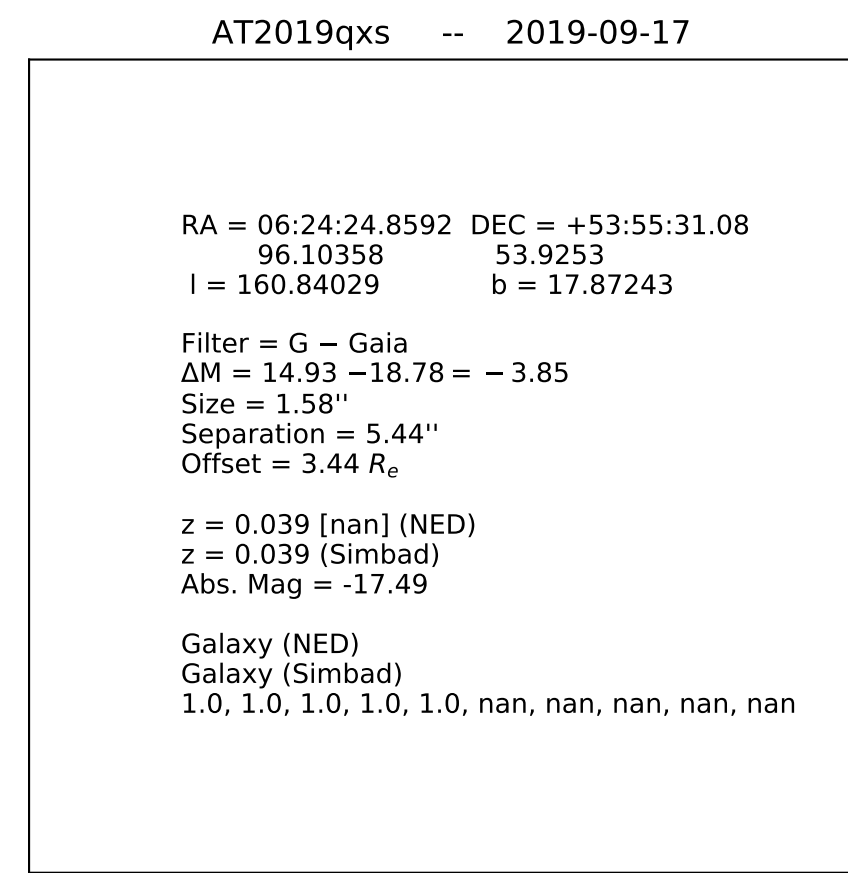 AT2019qxs -- 2019-09-17
RA = 06:24:24.8592 DEC = +53:55:31.08
96.10358 53.9253
l = 160.84029 b = 17.87243
Filter = G − Gaia
ΔM = 14.93 −18.78 = − 3.85
Size = 1.58''
Separation = 5.44''
Offset = 3.44 Re
z = 0.039 [nan] (NED)
z = 0.039 (Simbad)
Abs. Mag = -17.49
Galaxy (NED)
Galaxy (Simbad)
1.0, 1.0, 1.0, 1.0, 1.0, nan, nan, nan, nan, nan